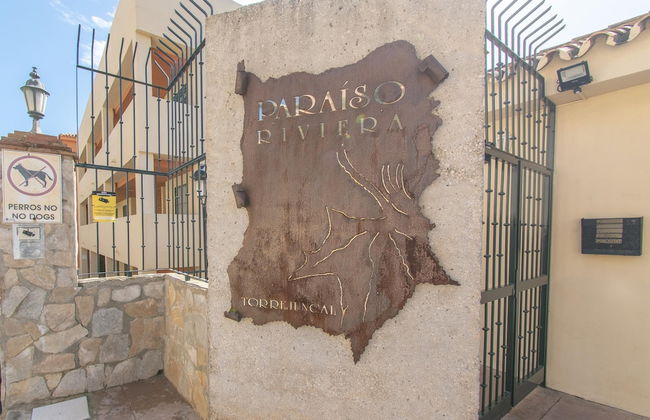 PARAÍSO
RIVIERA
TORREJUNCAL
PERROS NO
NO DOGS